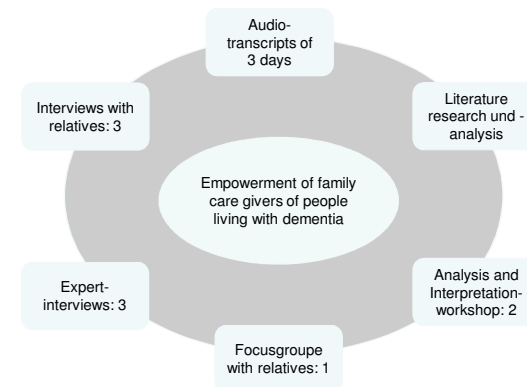 Audio-
transcripts of
3 days
Interviews with
relatives: 3
Literature
research und -
analysis
Empowerment of family
care givers of people
living with dementia
Expert-
interviews: 3
Analysis and
Interpretation-
workshop: 2
Focusgroupe
with relatives: 1